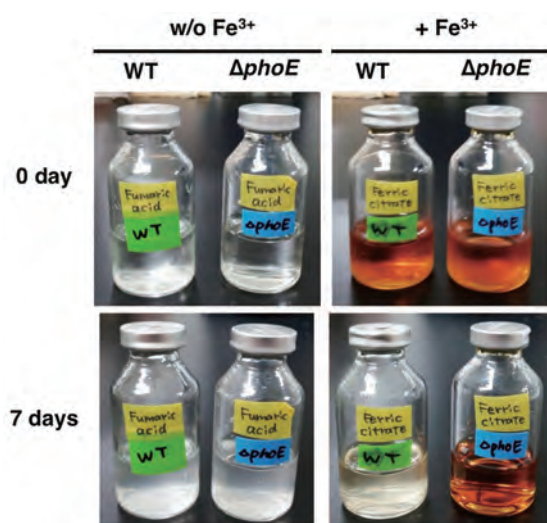 w/o Fe³⁺ + Fe³⁺
WT ΔphoE WT ΔphoE
0 day
Fumaric acid
WT
Fumaric acid
ΔphoE
Ferric citrate
WT
Ferric citrate
ΔphoE
7 days
Fumaric acid
WT
Fumaric acid
ΔphoE
Ferric citrate
WT
Ferric citrate
ΔphoE